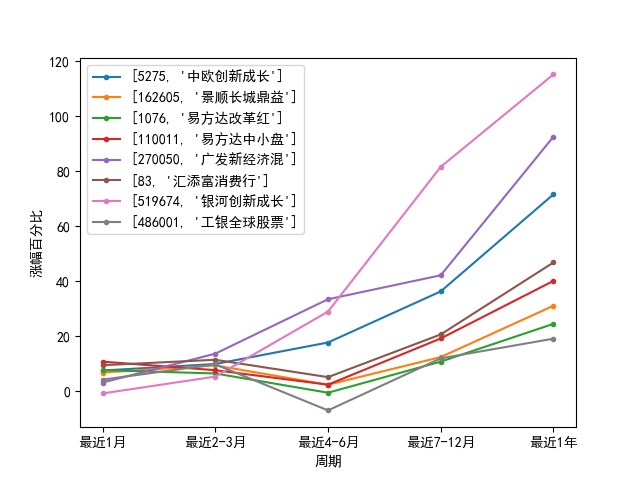 120
100
80
60
40
20
0
涨幅百分比
[5275, '中欧创新成长']
[162605, '景顺长城鼎益']
[1076, '易方达改革红']
[110011, '易方达中小盘']
[270050, '广发新经济混']
[83, '汇添富消费行']
[519674, '银河创新成长']
[486001, '工银全球股票']
最近1月 最近2-3月 最近4-6月 最近7-12月 最近1年
周期